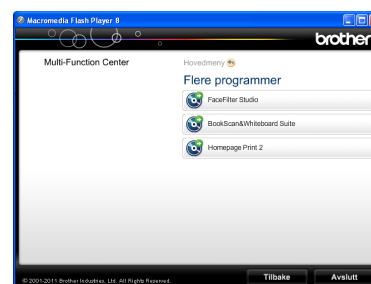 Macromedia Flash Player 8
brother
Multi-Function Center
Hovedmeny
Flere programmer
FaceFilter Studio
BookScan&Whiteboard Suite
Homepage Print 2
© 2001-2011 Brother Industries, Ltd. All Rights Reserved.
Tilbake
Avslutt